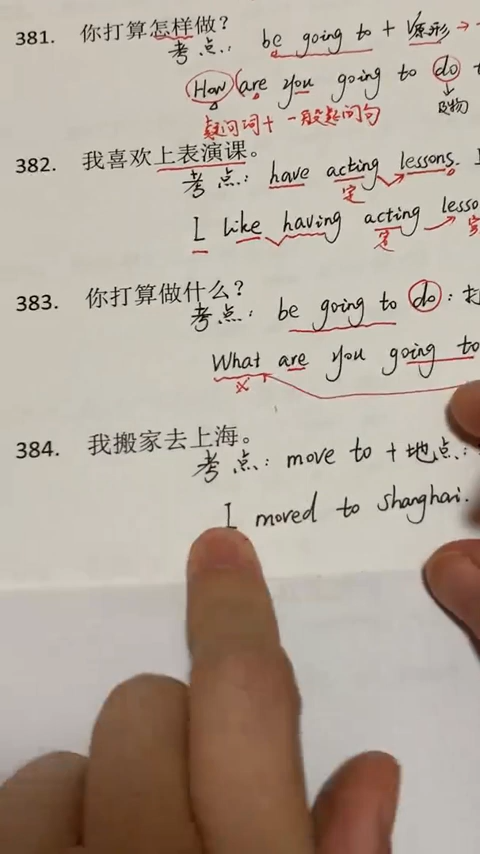 381. 你打算怎样做？
考点： be going to + V原形 →
How are you going to do
及物
疑问词 + 一般疑问句
382. 我喜欢上表演课。
考点： have acting lessons.
定
I like having acting lesso
定
383. 你打算做什么？
考点： be going to do：
What are you going to
384. 我搬家去上海。
考点： move to + 地点：
I moved to shanghai.